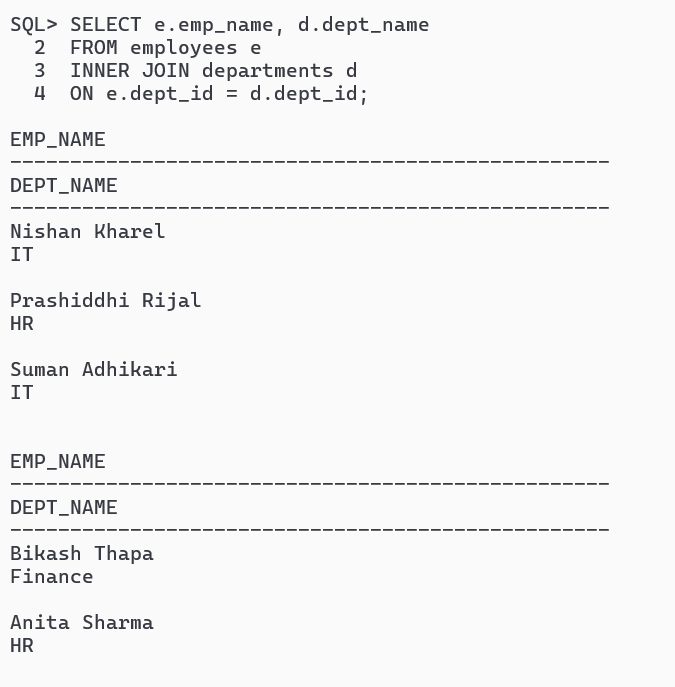 SQL> SELECT e.emp_name, d.dept_name
  2  FROM employees e
  3  INNER JOIN departments d
  4  ON e.dept_id = d.dept_id;
EMP_NAME
--------------------------------------------------
DEPT_NAME
--------------------------------------------------
Nishan Kharel
IT
Prashiddhi Rijal
HR
Suman Adhikari
IT
EMP_NAME
--------------------------------------------------
DEPT_NAME
--------------------------------------------------
Bikash Thapa
Finance
Anita Sharma
HR